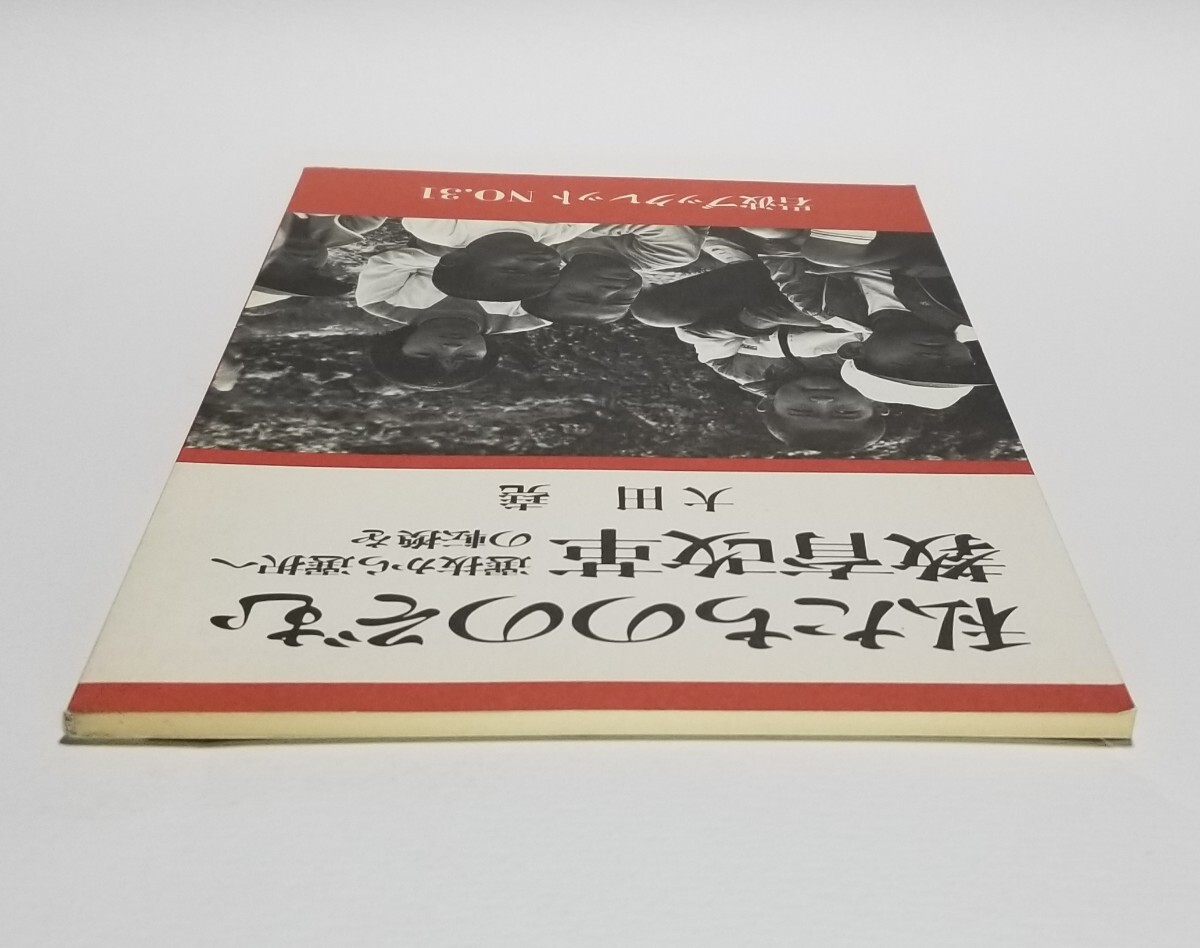 私たちののぞむ
教育改革
選抜から選択へ
の転換を
大田 堯
岩波ブックレット NO.31